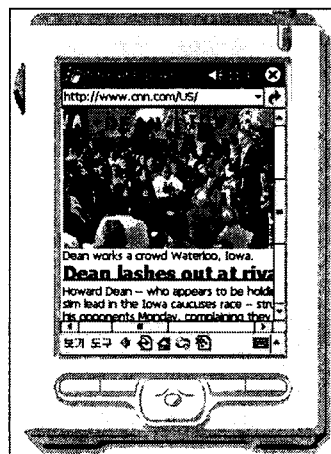 http://www.cnn.com/US/
Dean works a crowd Waterloo, Iowa.
Dean lashes out at riva
Howard Dean -- who appears to be holdin
slim lead in the Iowa caucuses race -- stru
his opponents Monday, complaining they
보기 도구